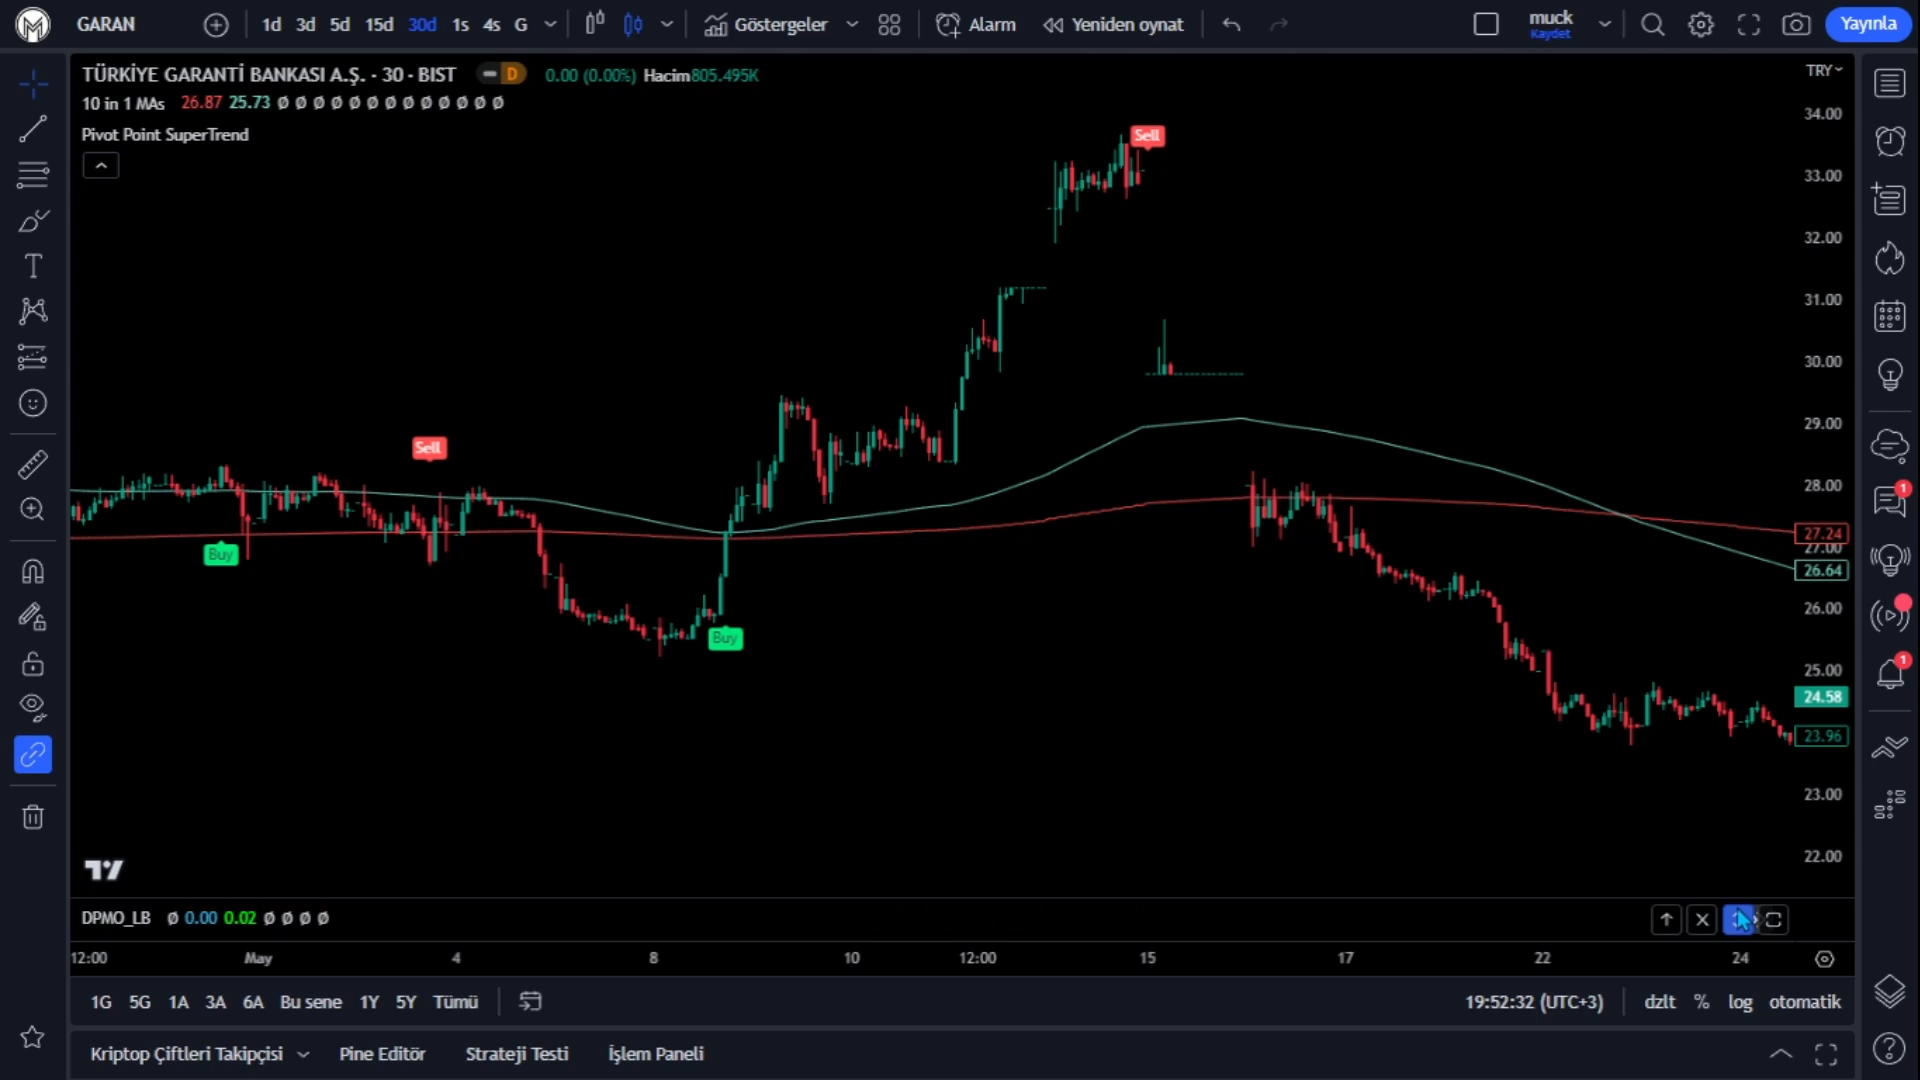 GARAN
1d 3d 5d 15d 30d 1s 4s G
Göstergeler
Alarm
Yeniden oynat
muck
Kaydet
Yayınla
TÜRKİYE GARANTİ BANKASI A.Ş. · 30 · BIST
D
0.00 (0.00%) Hacim805.495K
TRY
10 in 1 MAs 26.87 25.73 Ø Ø Ø Ø Ø Ø Ø Ø Ø Ø Ø Ø Ø
Pivot Point SuperTrend
34.00
Sell
33.00
32.00
31.00
30.00
29.00
Sell
28.00
27.24
27.00
Buy
26.64
26.00
Buy
25.00
24.58
23.96
23.00
22.00
1
1
DPMO_LB Ø 0.00 0.02 Ø Ø Ø Ø
12:00 May 4 8 10 12:00 15 17 22 24
1G 5G 1A 3A 6A Bu sene 1Y 5Y Tümü
19:52:32 (UTC+3)
dzlt % log otomatik
Kriptop Çiftleri Takipçisi
Pine Editör
Strateji Testi
İşlem Paneli